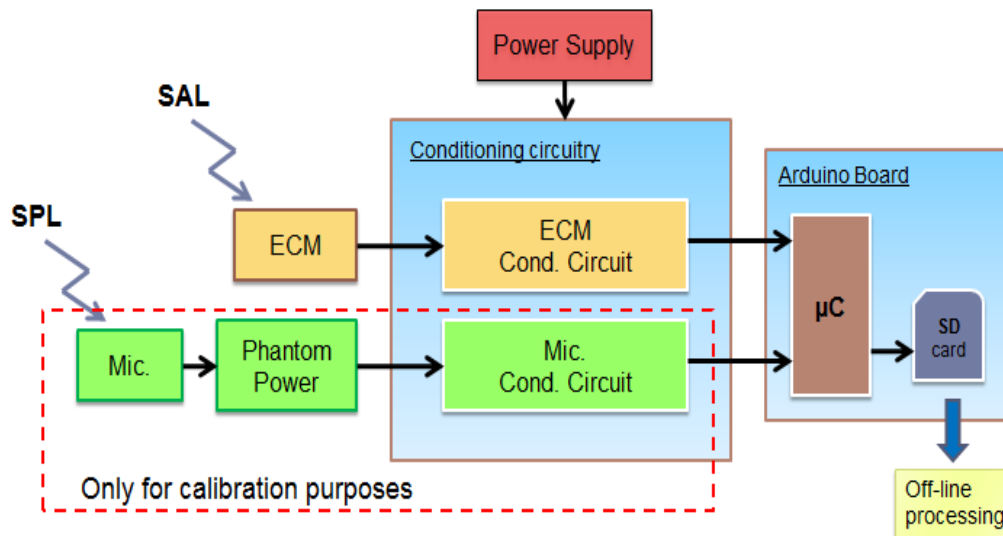 Power Supply
SAL
Conditioning circuitry
Arduino Board
SPL
ECM
ECM
Cond. Circuit
µC
SD
card
Mic.
Phantom
Power
Mic.
Cond. Circuit
Only for calibration purposes
Off-line
processing